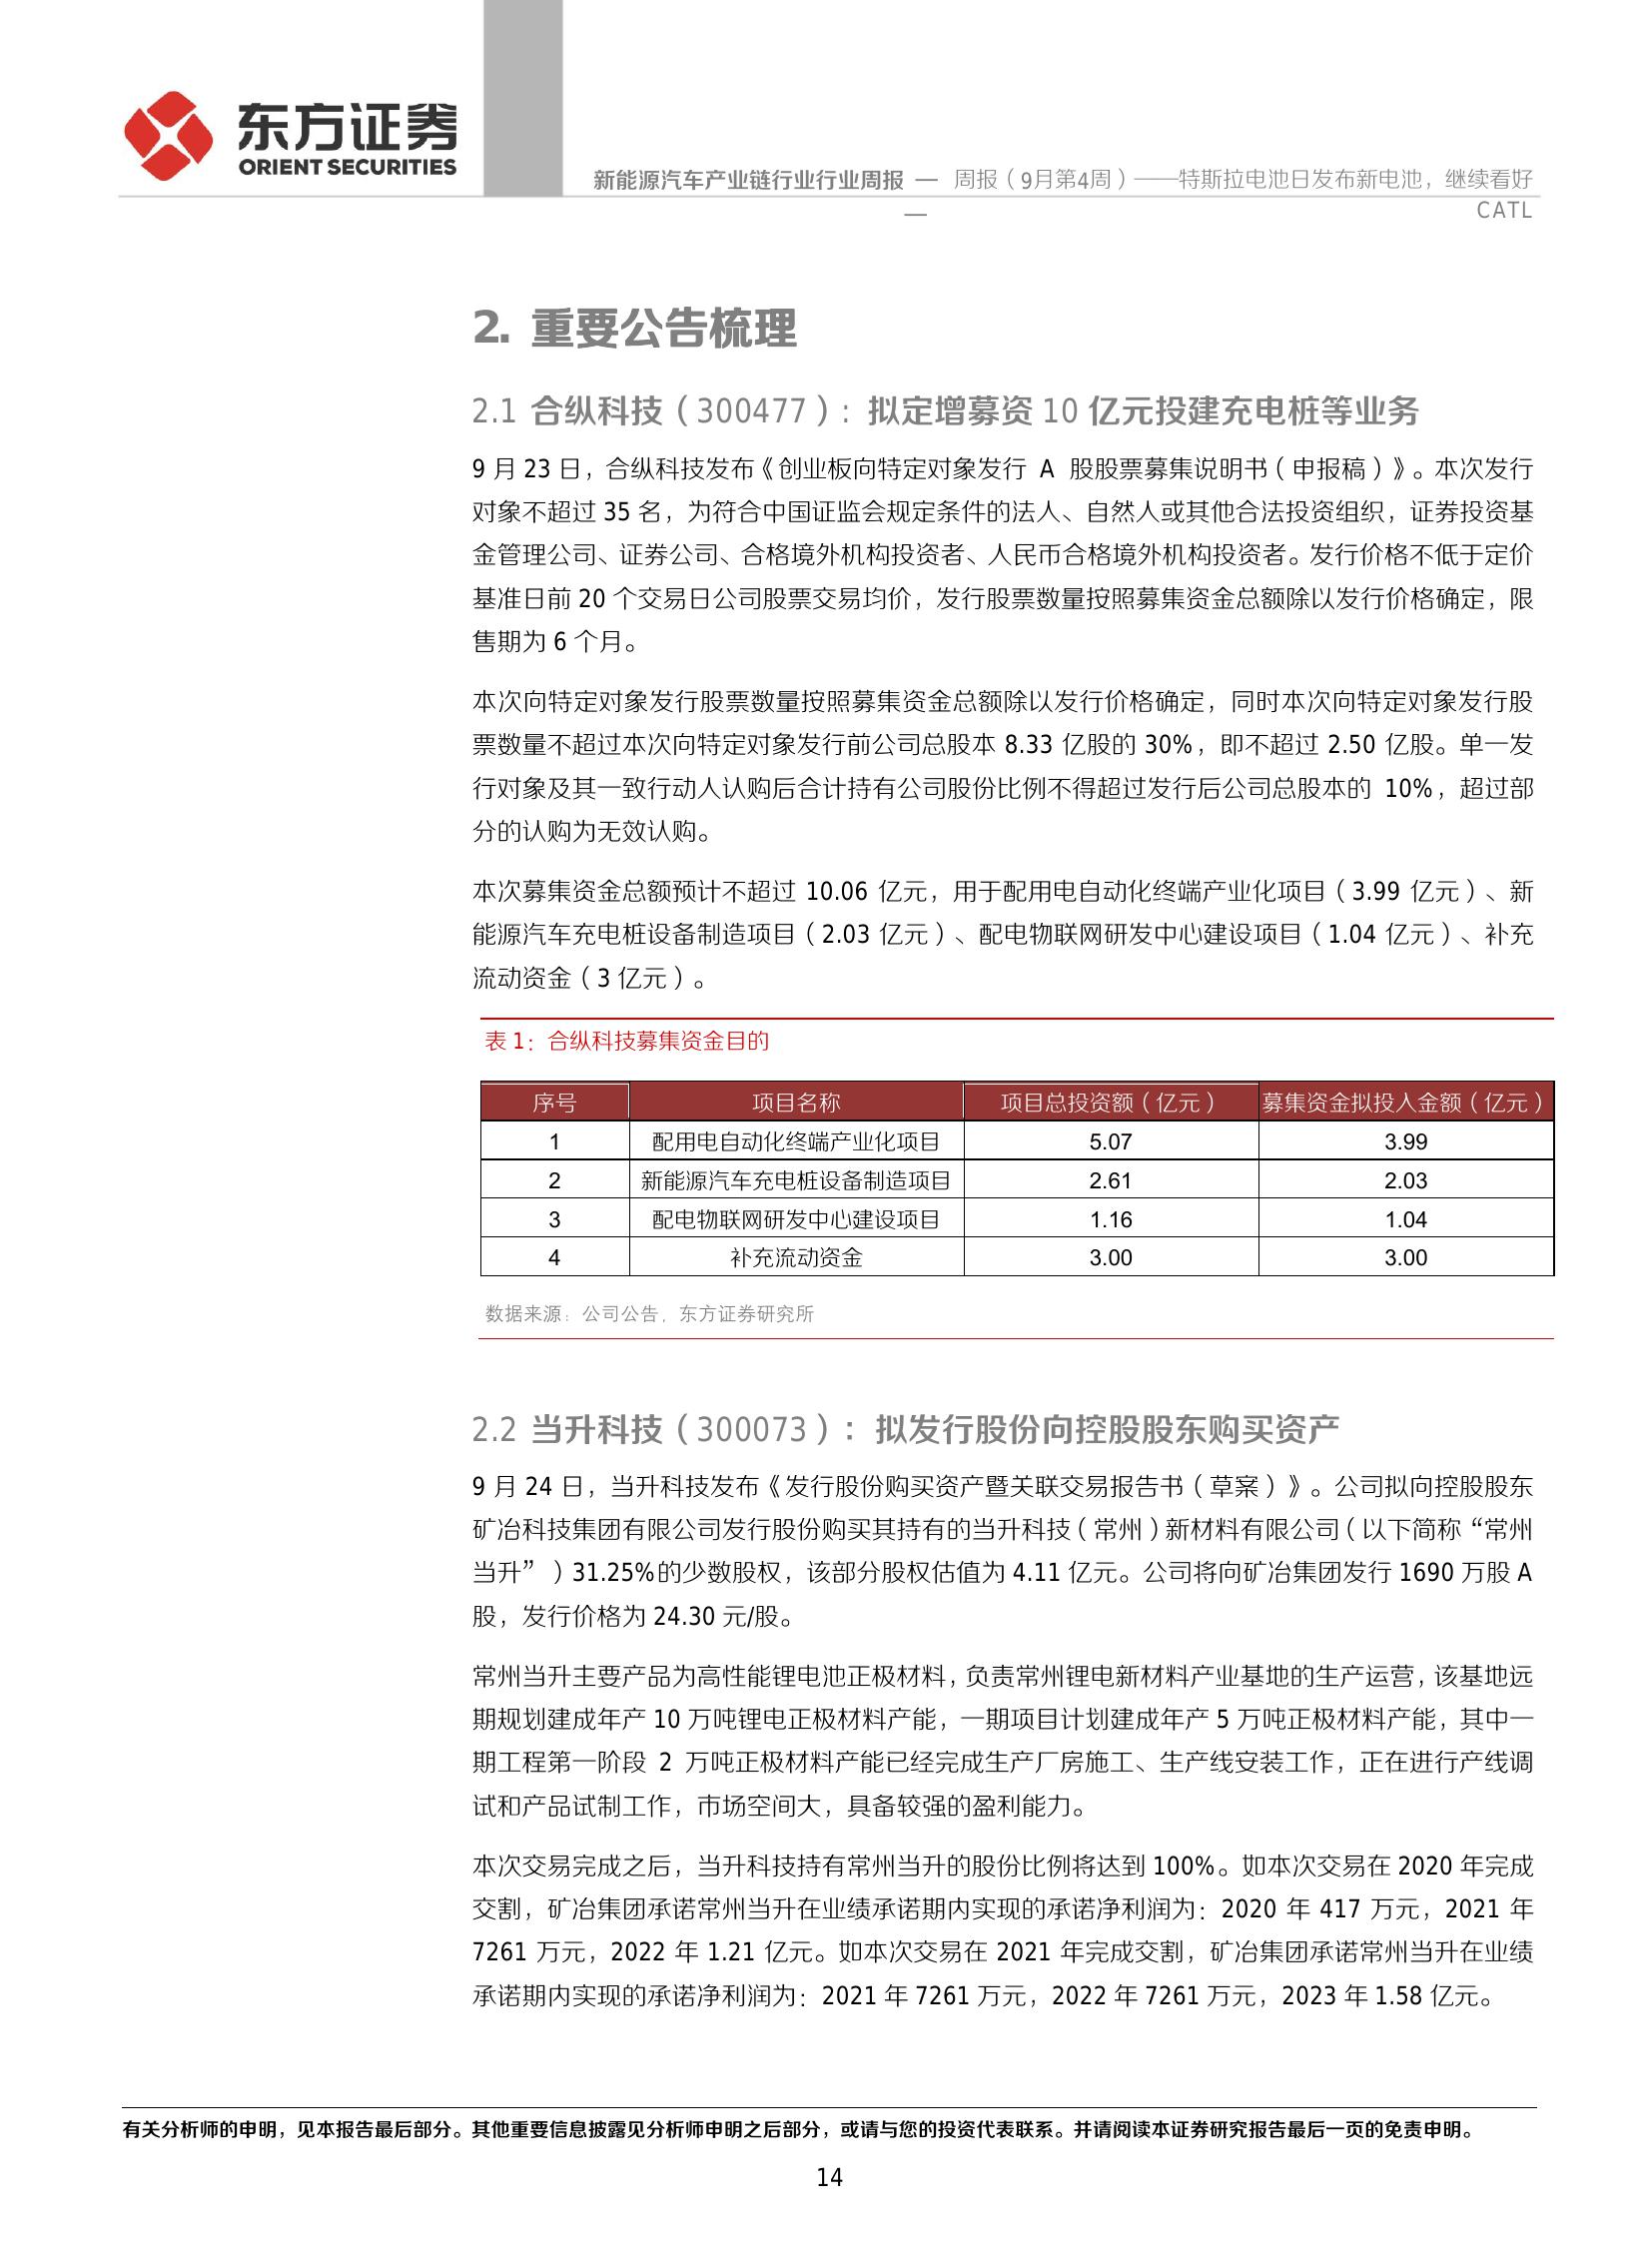 东方证券
ORIENT SECURITIES
新能源汽车产业链行业行业周报 —— 周报（9月第4周）——特斯拉电池日发布新电池，继续看好
CATL
2. 重要公告梳理
2.1 合纵科技（300477）: 拟定增募资 10 亿元投建充电桩等业务
9 月 23 日，合纵科技发布《创业板向特定对象发行 A 股股票募集说明书（申报稿）》。本次发行
对象不超过 35 名，为符合中国证监会规定条件的法人、自然人或其他合法投资组织，证券投资基
金管理公司、证券公司、合格境外机构投资者、人民币合格境外机构投资者。发行价格不低于定价
基准日前 20 个交易日公司股票交易均价，发行股票数量按照募集资金总额除以发行价格确定，限
售期为 6 个月。
本次向特定对象发行股票数量按照募集资金总额除以发行价格确定，同时本次向特定对象发行股
票数量不超过本次向特定对象发行前公司总股本 8.33 亿股的 30%，即不超过 2.50 亿股。单一发
行对象及其一致行动人认购后合计持有公司股份比例不得超过发行后公司总股本的 10%，超过部
分的认购为无效认购。
本次募集资金总额预计不超过 10.06 亿元，用于配用电自动化终端产业化项目（3.99 亿元）、新
能源汽车充电桩设备制造项目（2.03 亿元）、配电物联网研发中心建设项目（1.04 亿元）、补充
流动资金（3 亿元）。
表 1：合纵科技募集资金目的
序号 项目名称 项目总投资额（亿元） 募集资金拟投入金额（亿元）
1 配用电自动化终端产业化项目 5.07 3.99
2 新能源汽车充电桩设备制造项目 2.61 2.03
3 配电物联网研发中心建设项目 1.16 1.04
4 补充流动资金 3.00 3.00
数据来源：公司公告，东方证券研究所
2.2 当升科技（300073）：拟发行股份向控股股东购买资产
9 月 24 日，当升科技发布《发行股份购买资产暨关联交易报告书（草案）》。公司拟向控股股东
矿冶科技集团有限公司发行股份购买其持有的当升科技（常州）新材料有限公司（以下简称“常州
当升”）31.25%的少数股权，该部分股权估值为 4.11 亿元。公司将向矿冶集团发行 1690 万股 A
股，发行价格为 24.30 元/股。
常州当升主要产品为高性能锂电池正极材料，负责常州锂电新材料产业基地的生产运营，该基地远
期规划建成年产 10 万吨锂电正极材料产能，一期项目计划建成年产 5 万吨正极材料产能，其中一
期工程第一阶段 2 万吨正极材料产能已经完成生产厂房施工、生产线安装工作，正在进行产线调
试和产品试制工作，市场空间大，具备较强的盈利能力。
本次交易完成之后，当升科技持有常州当升的股份比例将达到 100%。如本次交易在 2020 年完成
交割，矿冶集团承诺常州当升在业绩承诺期内实现的承诺净利润为：2020 年 417 万元，2021 年
7261 万元，2022 年 1.21 亿元。如本次交易在 2021 年完成交割，矿冶集团承诺常州当升在业绩
承诺期内实现的承诺净利润为：2021 年 7261 万元，2022 年 7261 万元，2023 年 1.58 亿元。
有关分析师的申明，见本报告最后部分。其他重要信息披露见分析师申明之后部分，或请与您的投资代表联系。并请阅读本证券研究报告最后一页的免责申明。
14